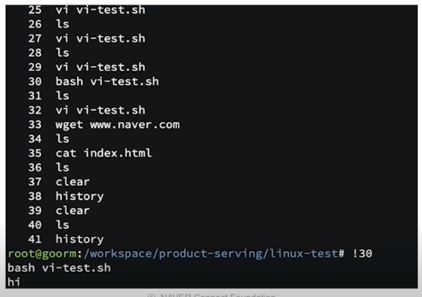 25 vi vi-test.sh
26 ls
27 vi vi-test.sh
28 ls
29 vi vi-test.sh
30 bash vi-test.sh
31 ls
32 vi vi-test.sh
33 wget www.naver.com
34 ls
35 cat index.html
36 ls
37 clear
38 history
39 clear
40 ls
41 history
root@goorm:/workspace/product-serving/linux-test# !30
bash vi-test.sh
hi
© NAVER Connect Foundation